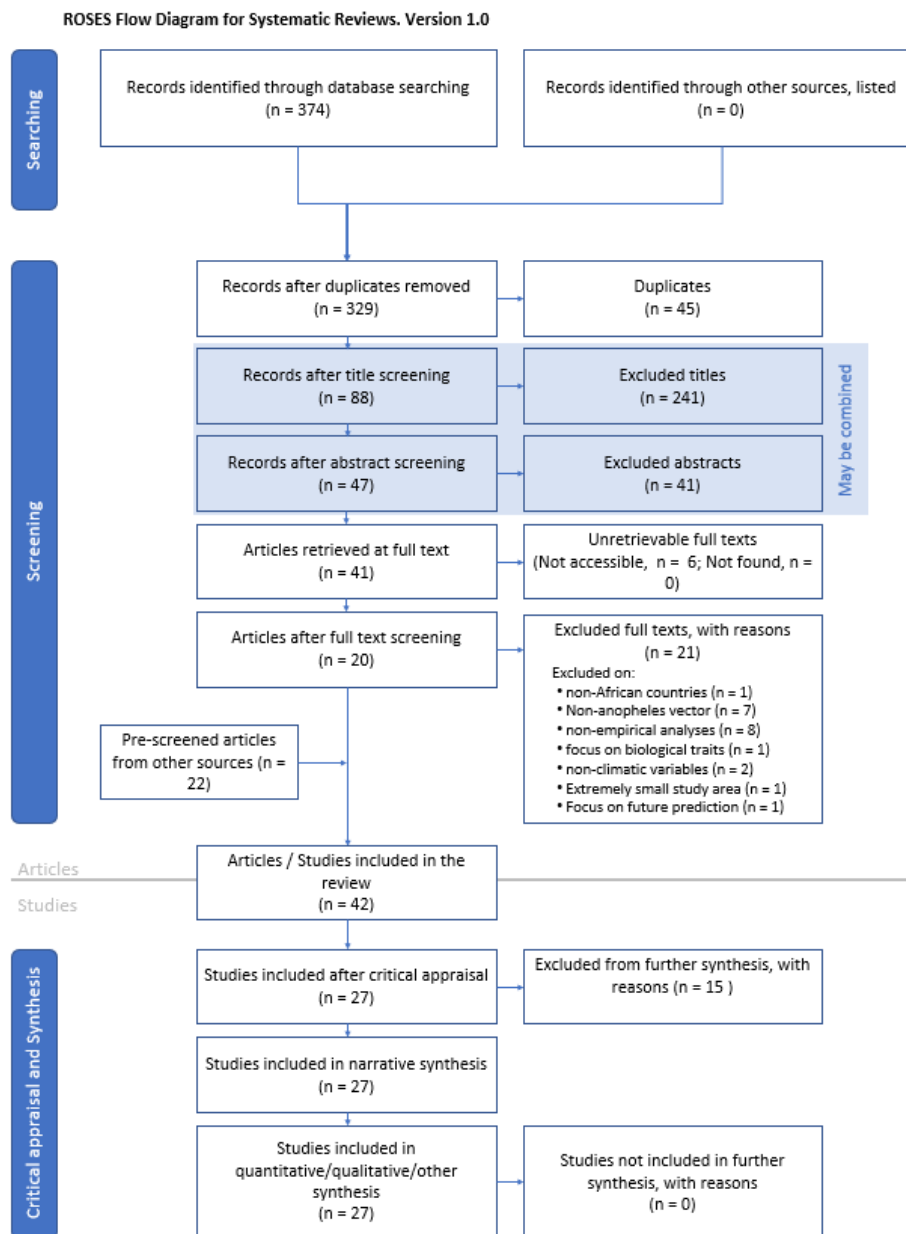 ROSES Flow Diagram for Systematic Reviews. Version 1.0
Searching
Records identified through database searching
(n = 374)
Records identified through other sources, listed
(n = 0)
Screening
Records after duplicates removed
(n = 329)
Duplicates
(n = 45)
Records after title screening
(n = 88)
Excluded titles
(n = 241)
May be combined
Records after abstract screening
(n = 47)
Excluded abstracts
(n = 41)
Articles retrieved at full text
(n = 41)
Unretrievable full texts
(Not accessible, n = 6; Not found, n =
0)
Articles after full text screening
(n = 20)
Excluded full texts, with reasons
(n = 21)
Excluded on:
• non-African countries (n = 1)
• Non-anopheles vector (n = 7)
• non-empirical analyses (n = 8)
• focus on biological traits (n = 1)
• non-climatic variables (n = 2)
• Extremely small study area (n = 1)
• Focus on future prediction (n = 1)
Pre-screened articles
from other sources (n =
22)
Articles / Studies included in the
review
(n = 42)
Articles
Studies
Critical appraisal and Synthesis
Studies included after critical appraisal
(n = 27)
Excluded from further synthesis, with
reasons (n = 15 )
Studies included in narrative synthesis
(n = 27)
Studies included in
quantitative/qualitative/other
synthesis
(n = 27)
Studies not included in further
synthesis, with reasons
(n = 0)